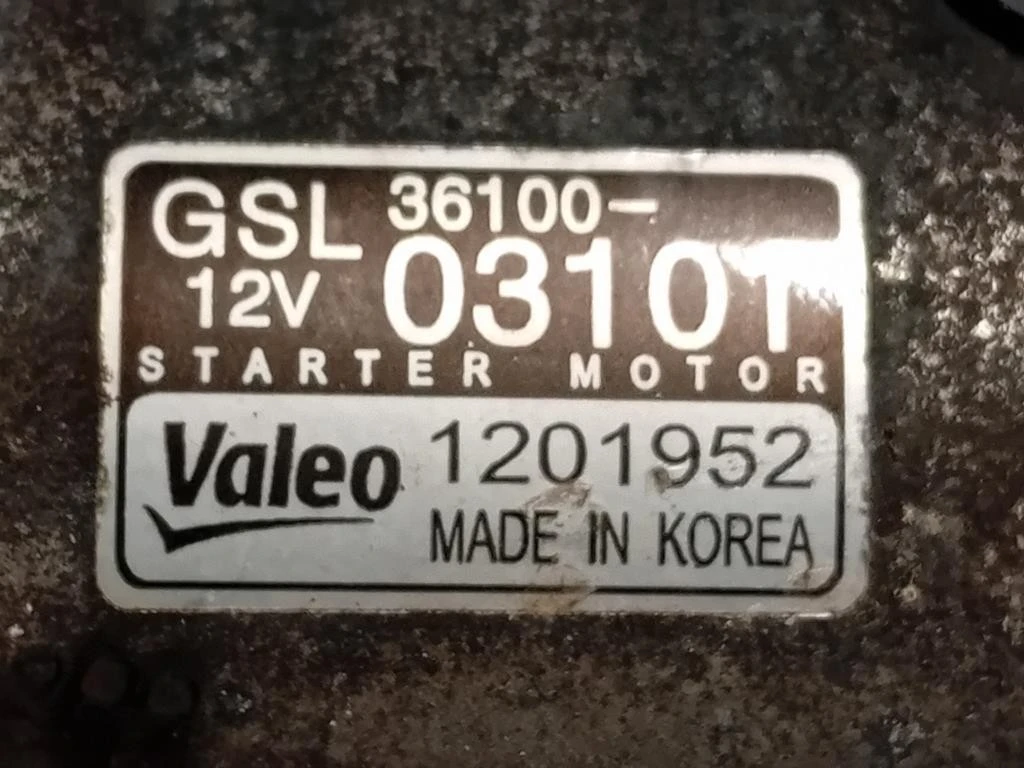 GSL 36100-
12V 03101
STARTER MOTOR
Valeo 1201952
MADE IN KOREA